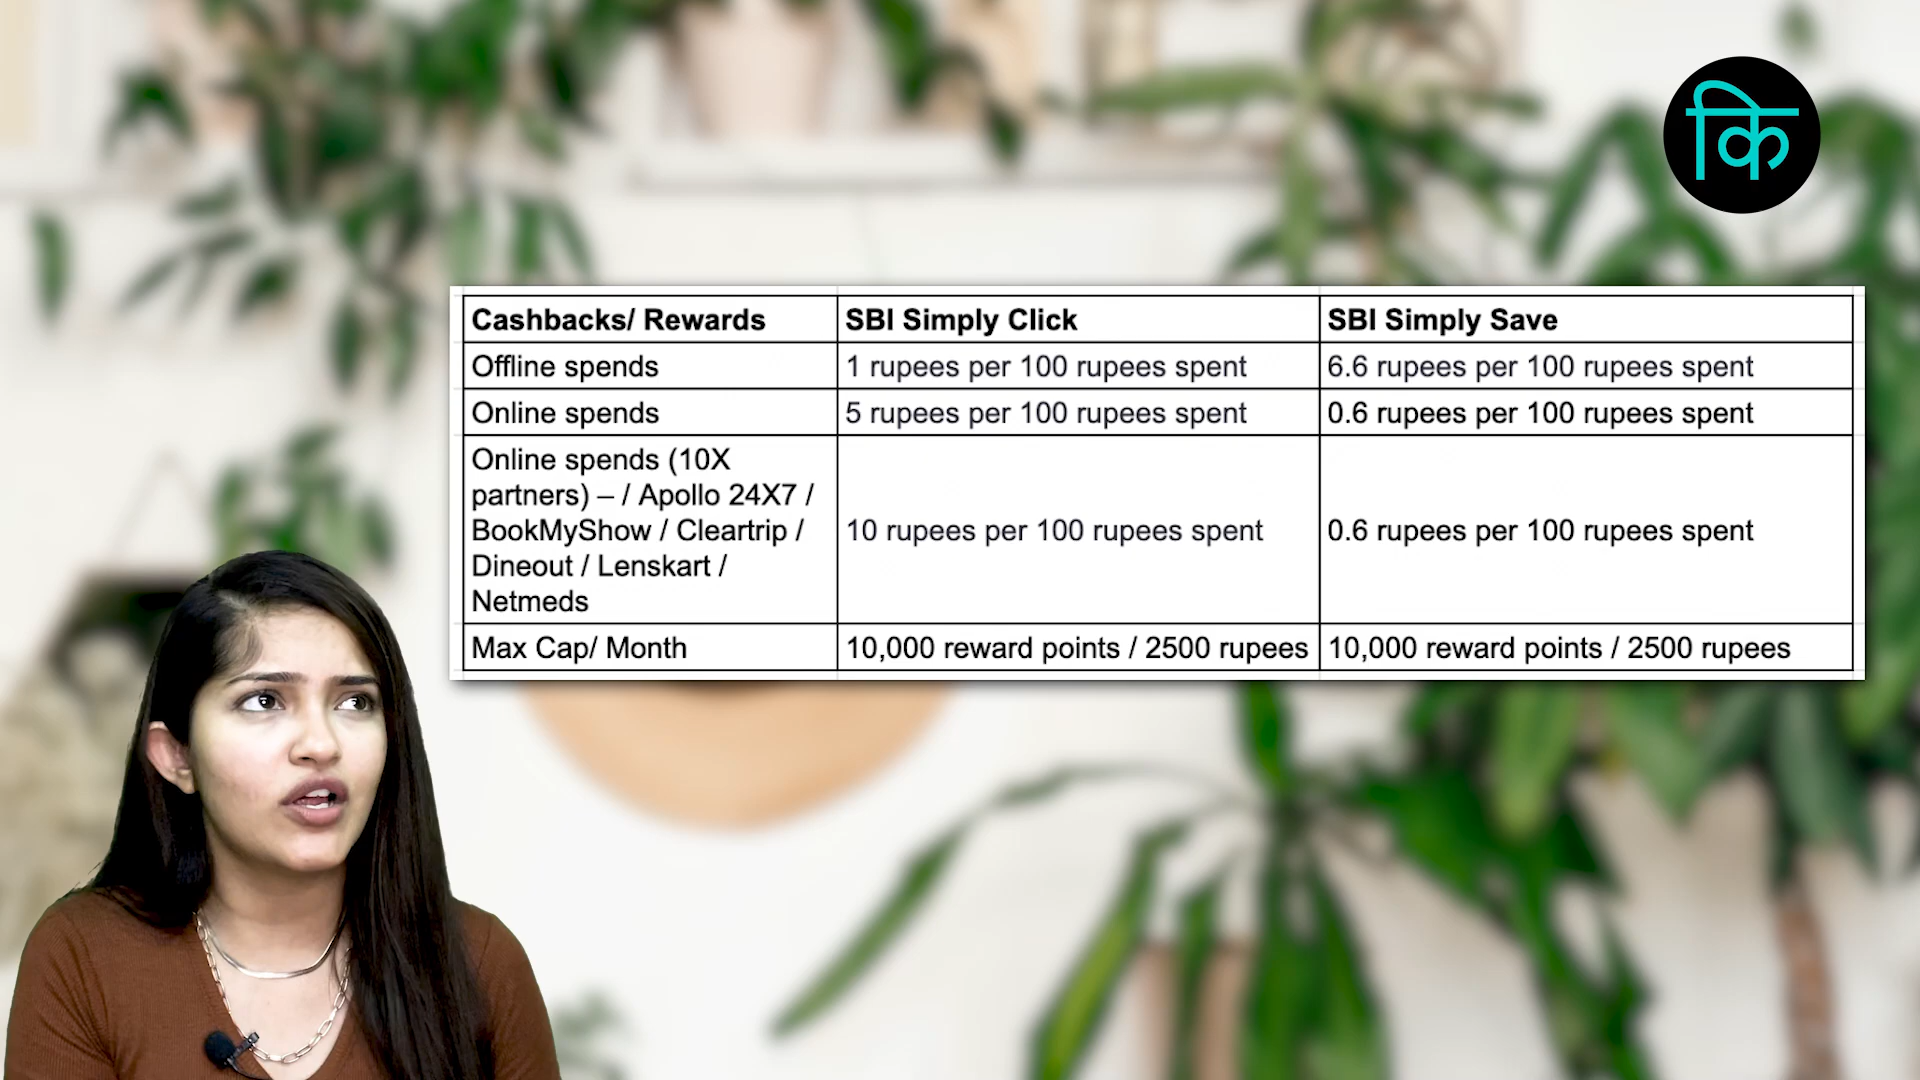 कि
Cashbacks/ Rewards SBI Simply Click SBI Simply Save
Offline spends 1 rupees per 100 rupees spent 6.6 rupees per 100 rupees spent
Online spends 5 rupees per 100 rupees spent 0.6 rupees per 100 rupees spent
Online spends (10X
partners) – / Apollo 24X7 /
BookMyShow / Cleartrip / 10 rupees per 100 rupees spent 0.6 rupees per 100 rupees spent
Dineout / Lenskart /
Netmeds
Max Cap/ Month 10,000 reward points / 2500 rupees 10,000 reward points / 2500 rupees